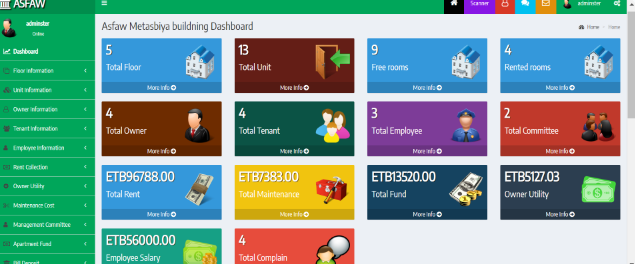 ASFAW
Scanner
adminster
adminster
Online
Asfaw Metasbiya buildning Dashboard
Home > Home
Dashboard
Floor Information
Unit Information
Owner Information
Tenant Information
Employee Information
Rent Collection
Owner Utility
Maintenance Cost
Management Committee
Apartment Fund
Bill Deposit
5
Total Floor
More Info
13
Total Unit
More Info
9
Free rooms
More Info
4
Rented rooms
More Info
4
Total Owner
More Info
4
Total Tenant
More Info
3
Total Employee
More Info
2
Total Committee
More Info
ETB96788.00
Total Rent
More Info
ETB7383.00
Total Maintenance
More Info
ETB13520.00
Total Fund
More Info
ETB5127.03
Owner Utility
More Info
ETB56000.00
Employee Salary
4
Total Complain